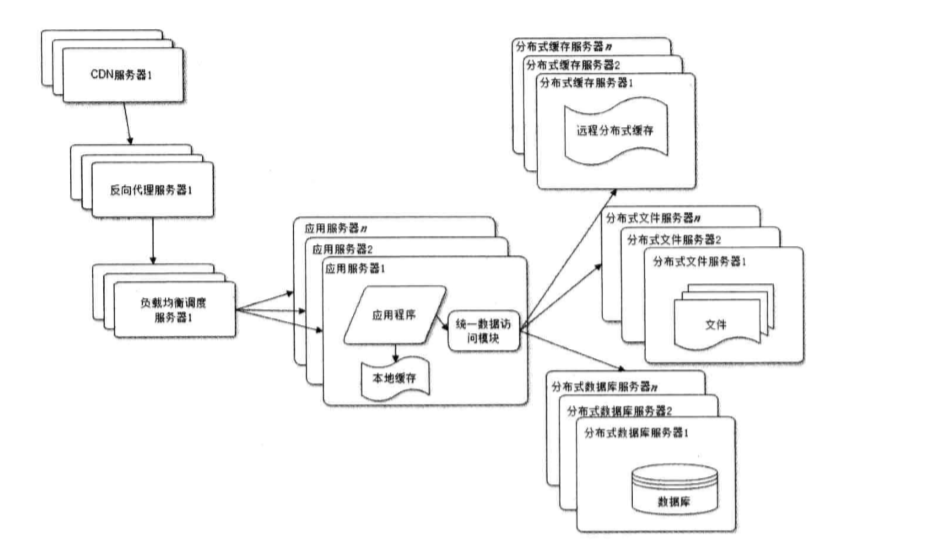 CDN服务器1
反向代理服务器1
负载均衡调度
服务器1
应用服务器n
应用服务器2
应用服务器1
应用程序
统一数据访
问模块
本地缓存
分布式缓存服务器n
分布式缓存服务器2
分布式缓存服务器1
远程分布式缓存
分布式文件服务器n
分布式文件服务器2
分布式文件服务器1
文件
分布式数据库服务器n
分布式数据库服务器2
分布式数据库服务器1
数据库